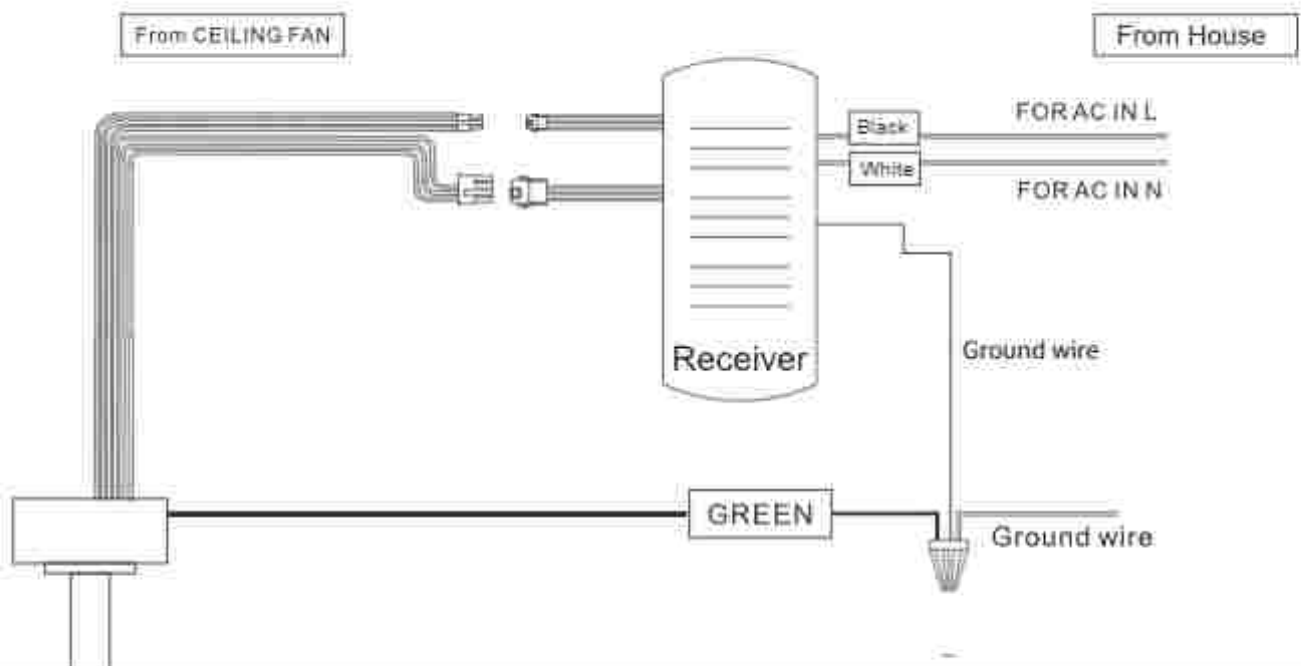 From CEILING FAN
From House
FOR AC IN L
Black
White
FOR AC IN N
Receiver
Ground wire
GREEN
Ground wire